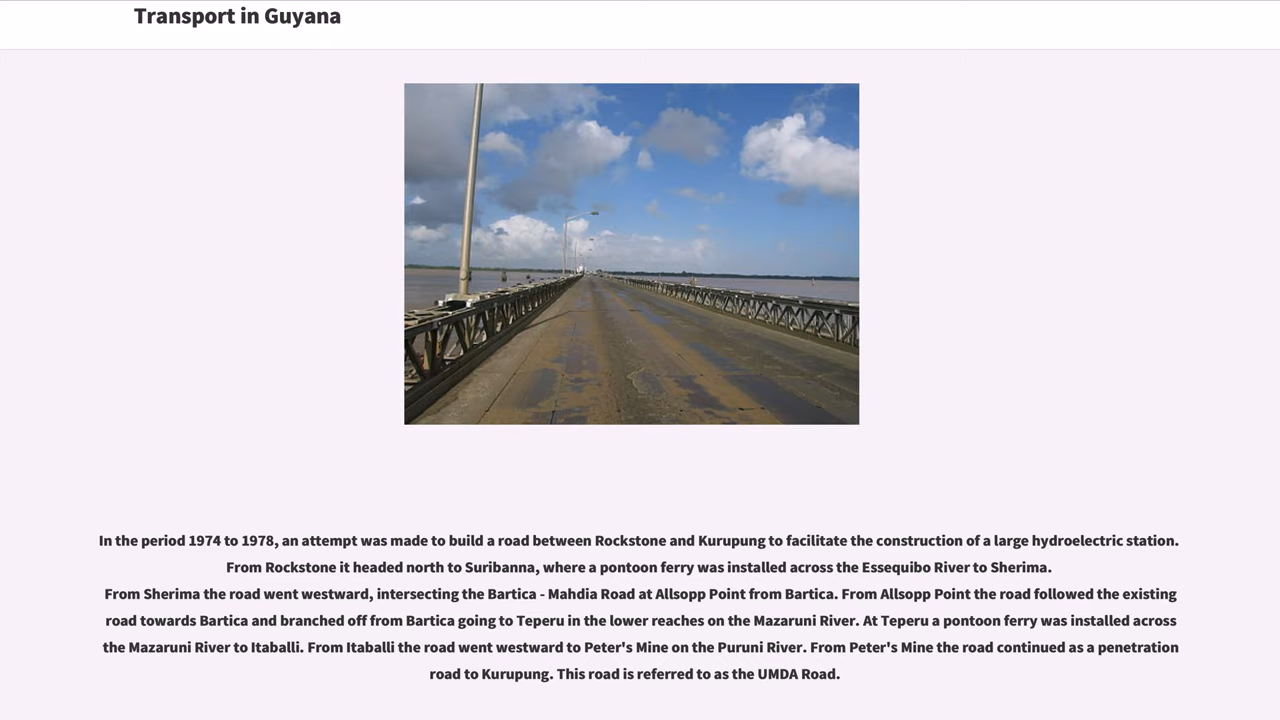 Transport in Guyana
In the period 1974 to 1978, an attempt was made to build a road between Rockstone and Kurupung to facilitate the construction of a large hydroelectric station.
From Rockstone it headed north to Suribanna, where a pontoon ferry was installed across the Essequibo River to Sherima.
From Sherima the road went westward, intersecting the Bartica - Mahdia Road at Allsopp Point from Bartica. From Allsopp Point the road followed the existing
road towards Bartica and branched off from Bartica going to Teperu in the lower reaches on the Mazaruni River. At Teperu a pontoon ferry was installed across
the Mazaruni River to Itaballi. From Itaballi the road went westward to Peter's Mine on the Puruni River. From Peter's Mine the road continued as a penetration
road to Kurupung. This road is referred to as the UMDA Road.